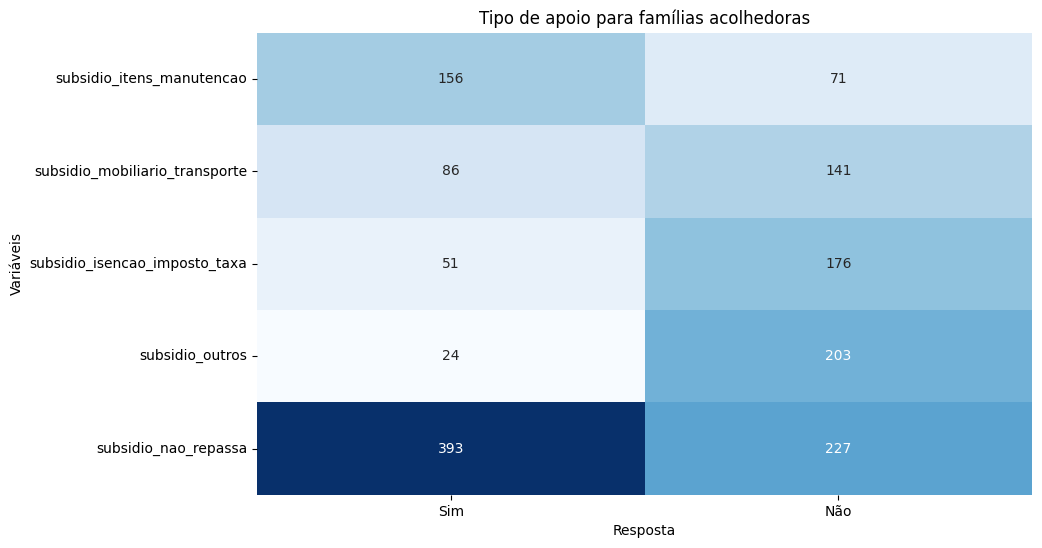 Tipo de apoio para famílias acolhedoras
subsidio_itens_manutencao
156
71
subsidio_mobiliario_transporte
86
141
subsidio_isencao_imposto_taxa
51
176
subsidio_outros
24
203
subsidio_nao_repassa
393
227
Variáveis
Sim
Não
Resposta